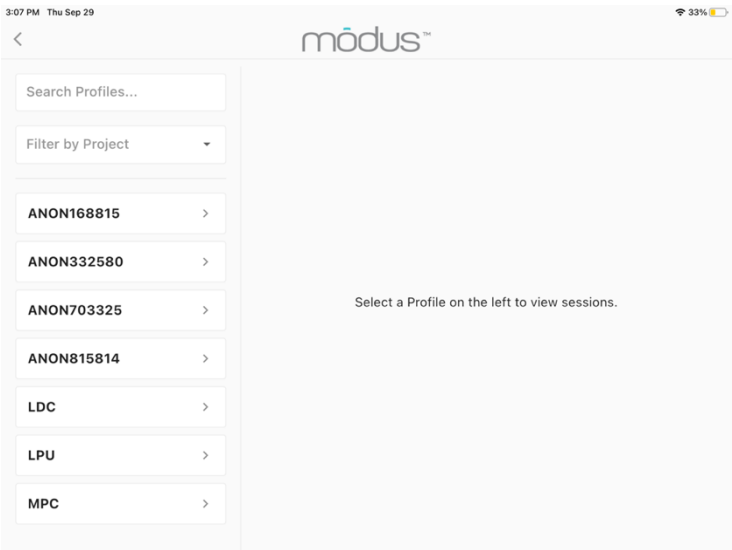 3:07 PM Thu Sep 29
33%
mōdus™
Search Profiles...
Filter by Project
ANON168815
ANON332580
ANON703325
ANON815814
LDC
LPU
MPC
Select a Profile on the left to view sessions.